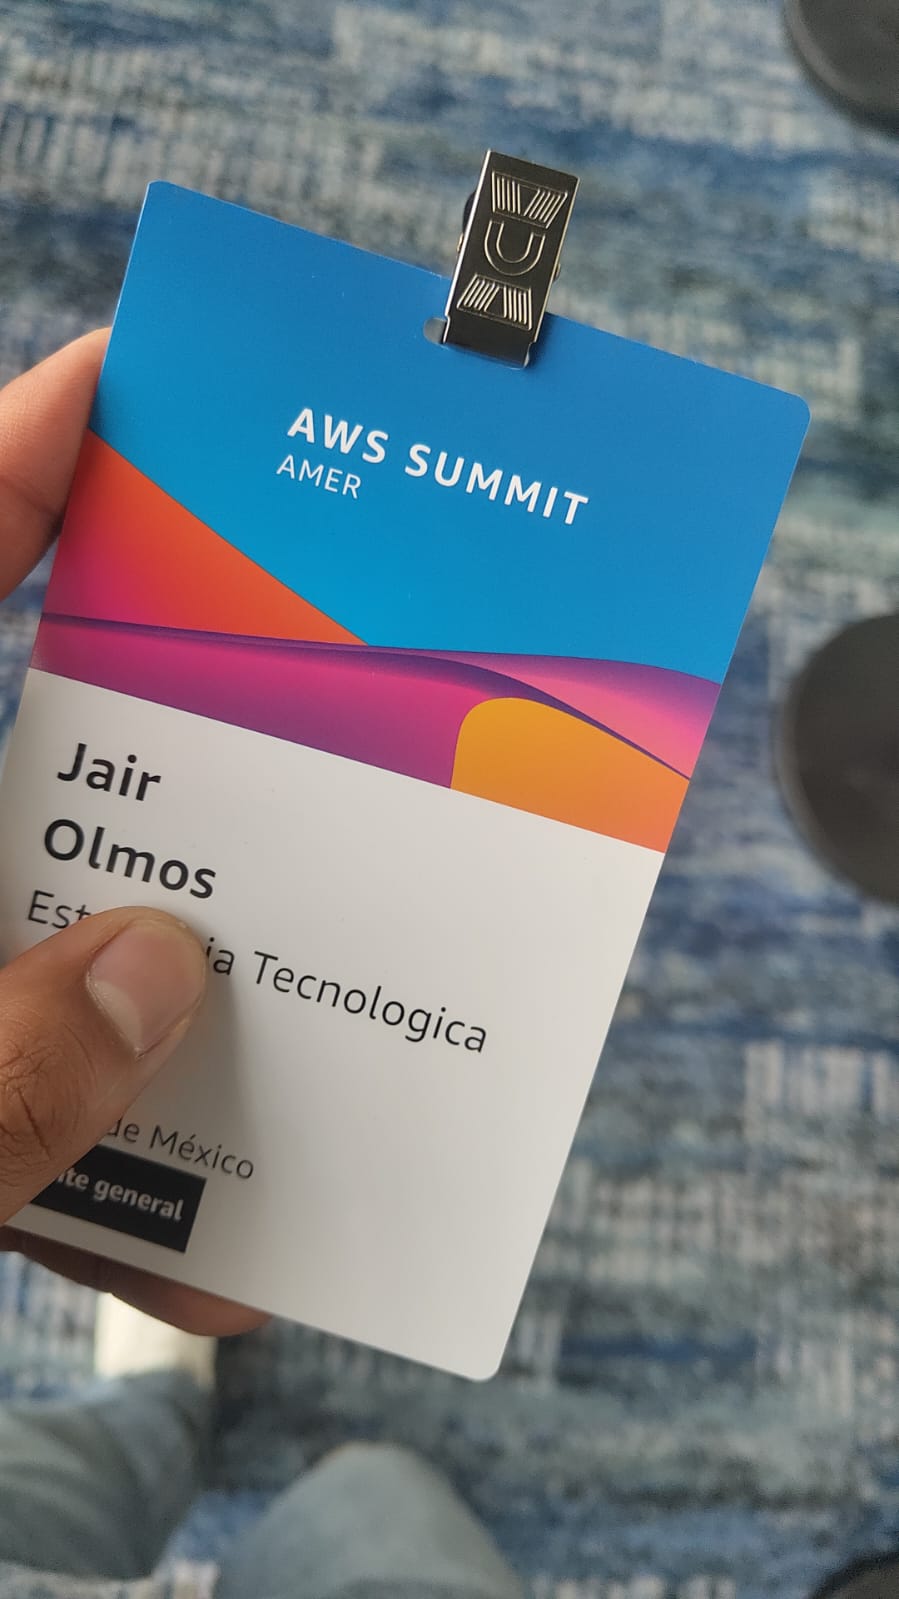 AWS SUMMIT
AMER
Jair
Olmos
Tecnologica
de México
general